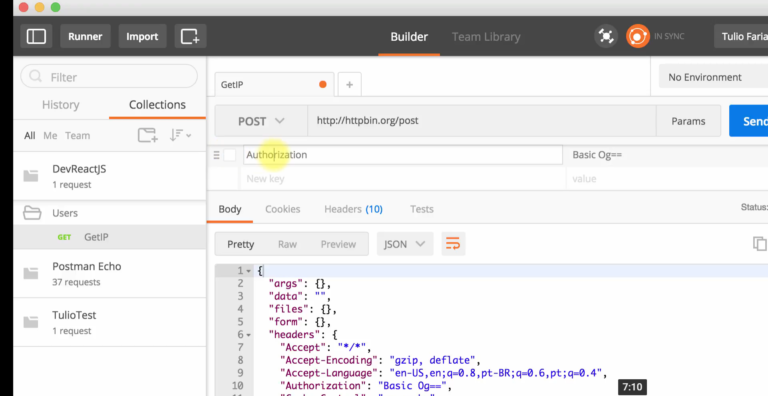 Runner Import Builder Team Library IN SYNC Tulio Faria
Filter
History Collections
All Me Team
DevReactJS
1 request
Users
GET GetIP
Postman Echo
37 requests
TulioTest
1 request
GetIP + No Environment
POST http://httpbin.org/post Params Send
Authorization Basic Og==
New key value
Body Cookies Headers (10) Tests Status:
Pretty Raw Preview JSON
1 {
2 "args": {},
3 "data": "",
4 "files": {},
5 "form": {},
6 "headers": {
7 "Accept": "*/*",
8 "Accept-Encoding": "gzip, deflate",
9 "Accept-Language": "en-US,en;q=0.8,pt-BR;q=0.6,pt;q=0.4",
10 "Authorization": "Basic Og==",
7:10